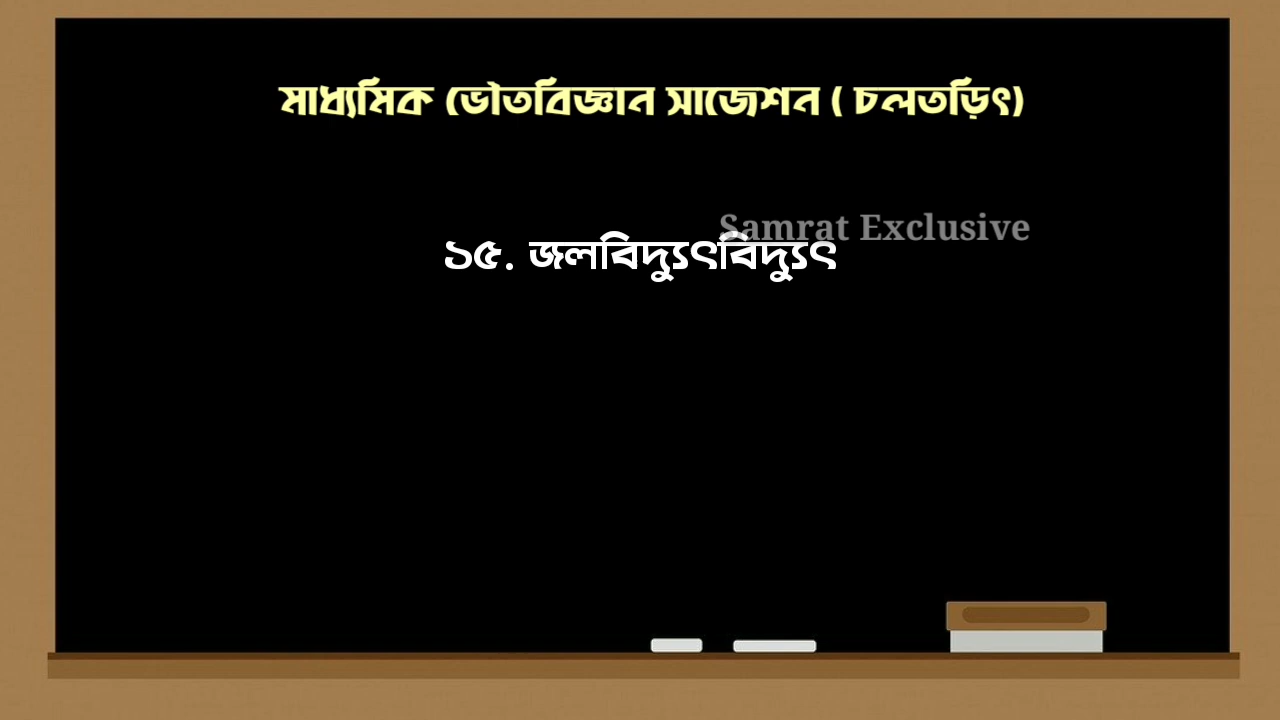 মাধ্যমিক ভৌতবিজ্ঞান সাজেশন ( চলতড়িৎ)
Samrat Exclusive
১৫. জলবিদ্যুৎবিদ্যুৎ